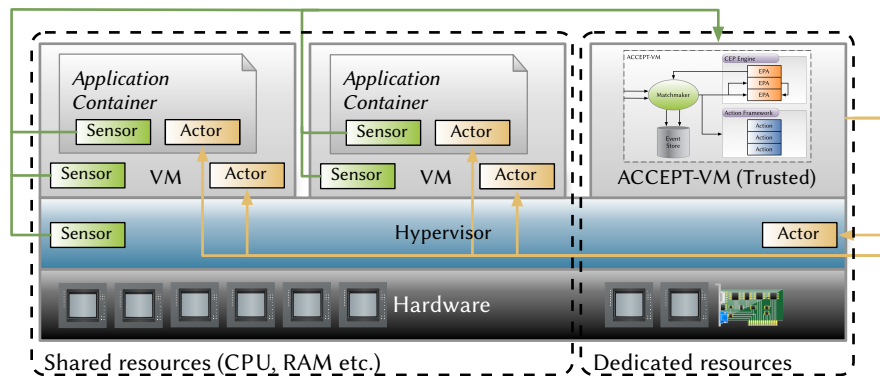 Application
Container
Sensor
Actor
Sensor
VM
Actor
Application
Container
Sensor
Actor
Sensor
VM
Actor
ACCEPT-VM
CEP Engine
EPA
EPA
EPA
Matchmaker
Event
Store
Action Framework
Action
Action
Action
ACCEPT-VM (Trusted)
Sensor
Hypervisor
Actor
Hardware
Shared resources (CPU, RAM etc.)
Dedicated resources